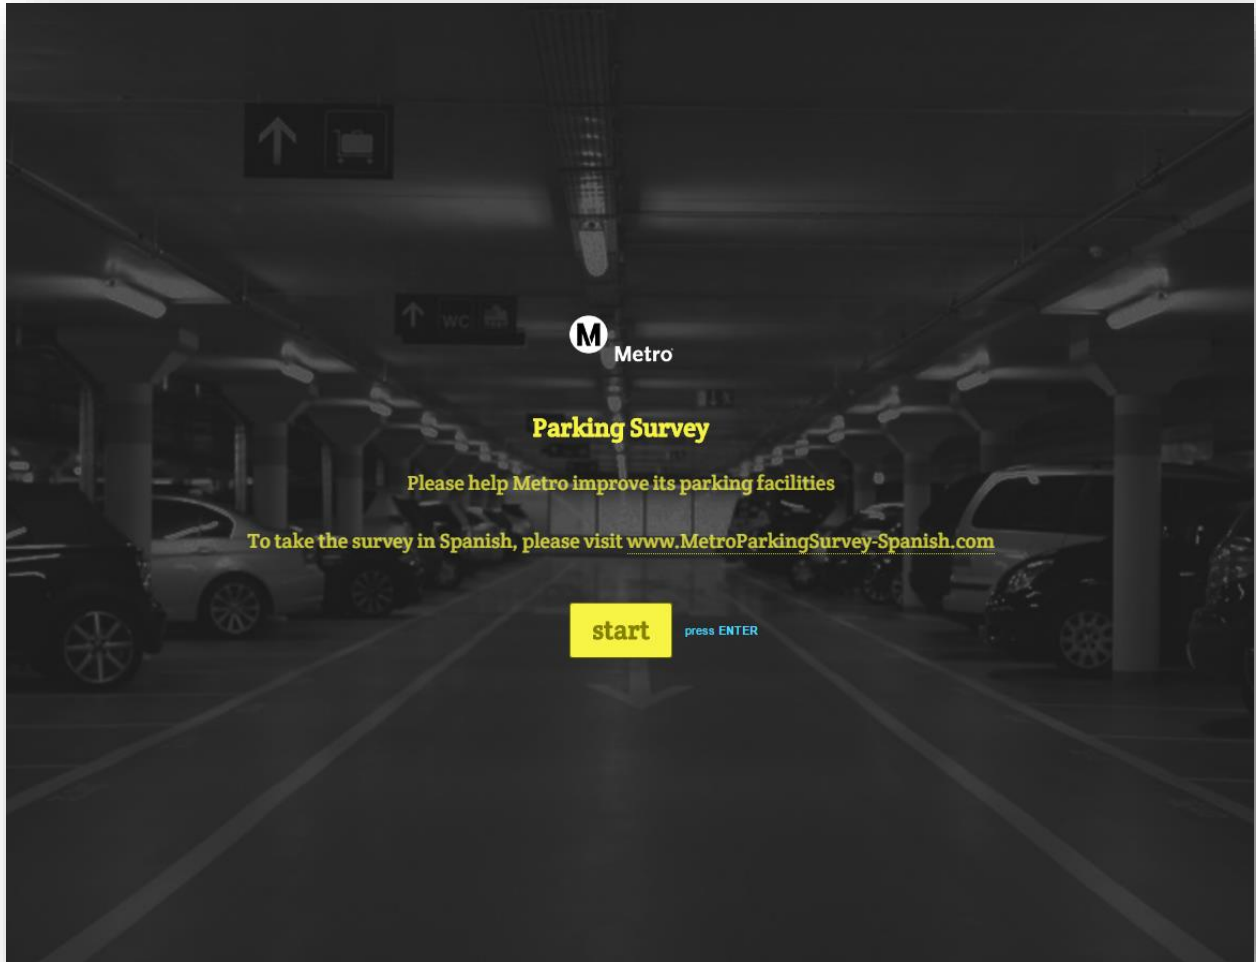 WC
M
Metro
Parking Survey
Please help Metro improve its parking facilities
To take the survey in Spanish, please visit www.MetroParkingSurvey-Spanish.com
start
press ENTER